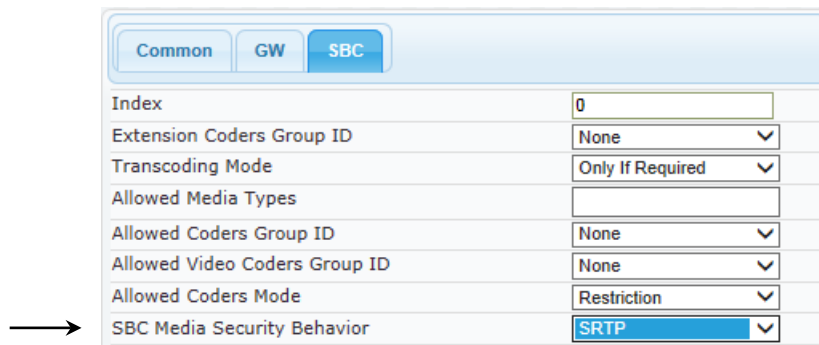 Common GW SBC
Index 0
Extension Coders Group ID None
Transcoding Mode Only If Required
Allowed Media Types
Allowed Coders Group ID None
Allowed Video Coders Group ID None
Allowed Coders Mode Restriction
SBC Media Security Behavior SRTP